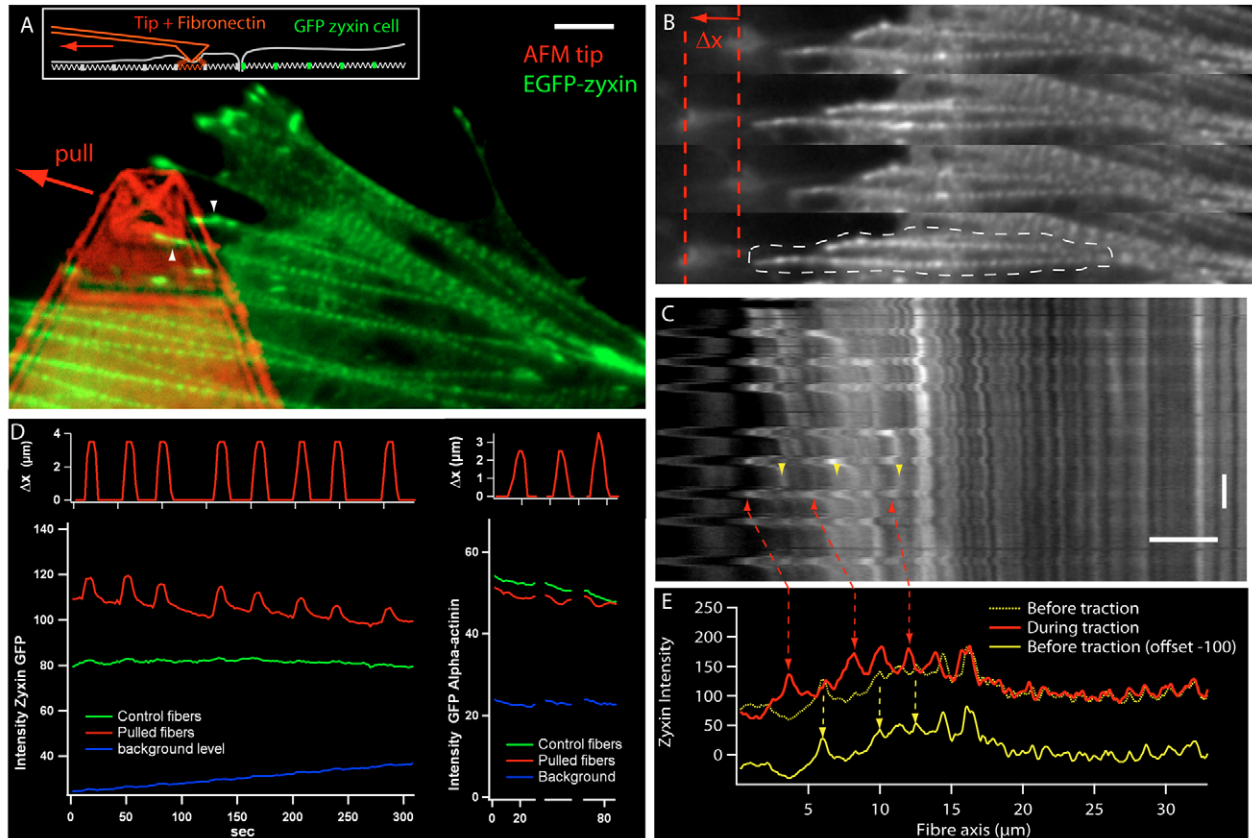 A
Tip + Fibronectin
GFP zyxin cell
AFM tip
EGFP-zyxin
pull
B
Δx
C
D
Δx (µm)
4
2
0
Δx (µm)
3
2
1
0
Intensity Zyxin GFP
140
120
100
80
60
40
Control fibers
Pulled fibers
background level
0
50
100
150
200
250
300
sec
Intensity GFP Alpha-actinin
60
40
20
0
Control fibers
Pulled fibers
Background
20
80
E
Zyxin Intensity
250
200
150
100
50
0
Before traction
During traction
Before traction (offset -100)
5
10
15
20
25
30
Fibre axis (µm)